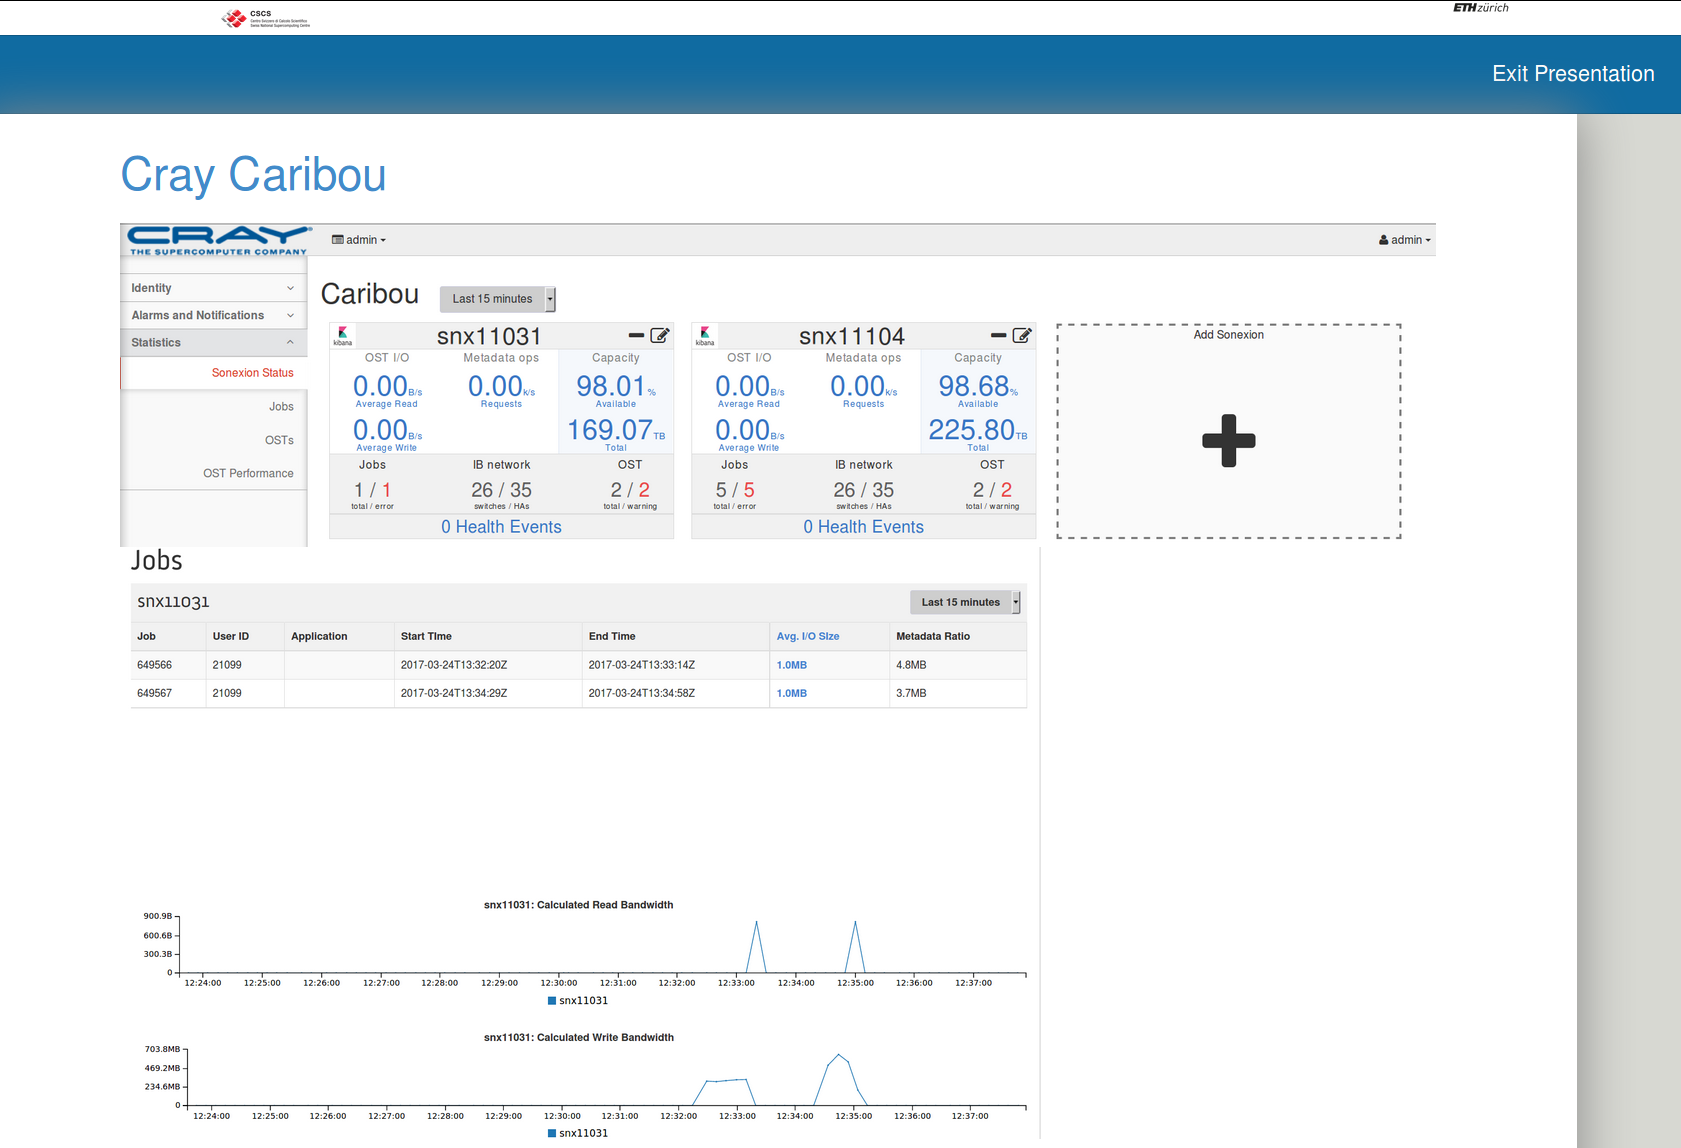 CSCS
Centro Svizzero di Calcolo Scientifico
Swiss National Supercomputing Centre
ETH zürich
Exit Presentation
Cray Caribou
CRAY
THE SUPERCOMPUTER COMPANY
admin
admin
Identity
Alarms and Notifications
Statistics
Sonexion Status
Jobs
OSTs
OST Performance
Caribou Last 15 minutes
kibana snx11031
OST I/O Metadata ops Capacity
0.00 B/s 0.00 k/s 98.01 %
Average Read Requests Available
0.00 B/s 169.07 TB
Average Write Total
Jobs IB network OST
1 / 1 26 / 35 2 / 2
total / error switches / HAs total / warning
0 Health Events
kibana snx11104
OST I/O Metadata ops Capacity
0.00 B/s 0.00 k/s 98.68 %
Average Read Requests Available
0.00 B/s 225.80 TB
Average Write Total
Jobs IB network OST
5 / 5 26 / 35 2 / 2
total / error switches / HAs total / warning
0 Health Events
Add Sonexion
Jobs
snx11031 Last 15 minutes
Job User ID Application Start TIme End Time Avg. I/O SIze Metadata Ratio
649566 21099 2017-03-24T13:32:20Z 2017-03-24T13:33:14Z 1.0MB 4.8MB
649567 21099 2017-03-24T13:34:29Z 2017-03-24T13:34:58Z 1.0MB 3.7MB
snx11031: Calculated Read Bandwidth
900.9B
600.6B
300.3B
0
12:24:00 12:25:00 12:26:00 12:27:00 12:28:00 12:29:00 12:30:00 12:31:00 12:32:00 12:33:00 12:34:00 12:35:00 12:36:00 12:37:00
snx11031
snx11031: Calculated Write Bandwidth
703.8MB
469.2MB
234.6MB
0
12:24:00 12:25:00 12:26:00 12:27:00 12:28:00 12:29:00 12:30:00 12:31:00 12:32:00 12:33:00 12:34:00 12:35:00 12:36:00 12:37:00
snx11031